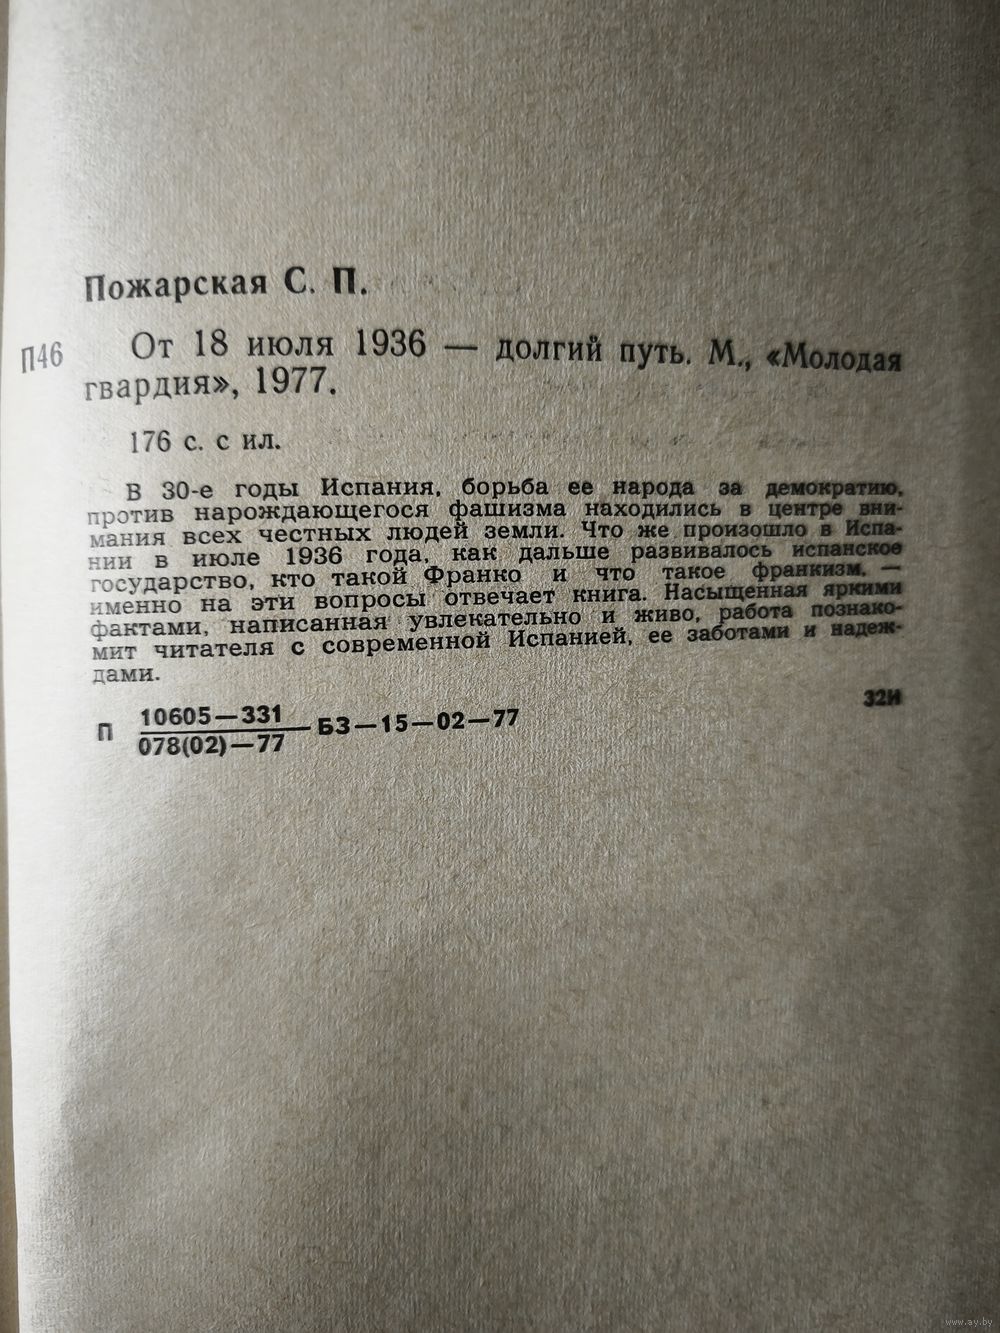 Пожарская С. П.
П46
От 18 июля 1936 — долгий путь. М., «Молодая
гвардия», 1977.
176 с. с ил.
В 30-е годы Испания, борьба ее народа за демократию,
против нарождающегося фашизма находились в центре вни-
мания всех честных людей земли. Что же произошло в Испа-
нии в июле 1936 года, как дальше развивалось испанское
государство, кто такой Франко и что такое франкизм, —
именно на эти вопросы отвечает книга. Насыщенная яркими
фактами, написанная увлекательно и живо, работа познако-
мит читателя с современной Испанией, ее заботами и надеж-
дами.
32И
10605—331
П БЗ—15—02—77
078(02)—77
www.ay.by